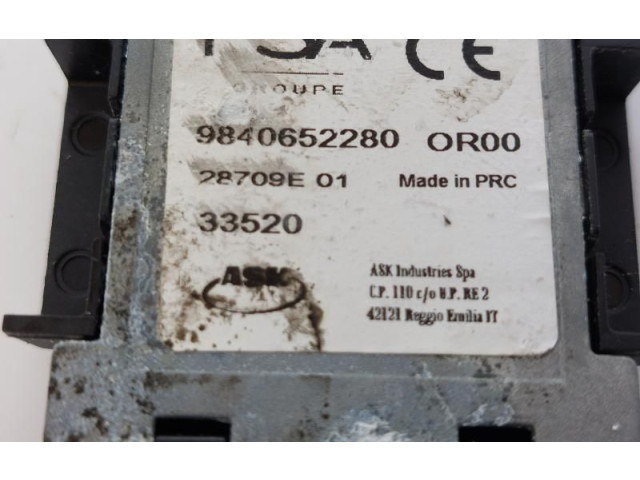 PSA CE
GROUPE
9840652280 OR00
28709E 01 Made in PRC
33520
ASK
ASK Industries Spa
C.P. 110 c/o U.P. RE 2
42121 Reggio Emilia IT